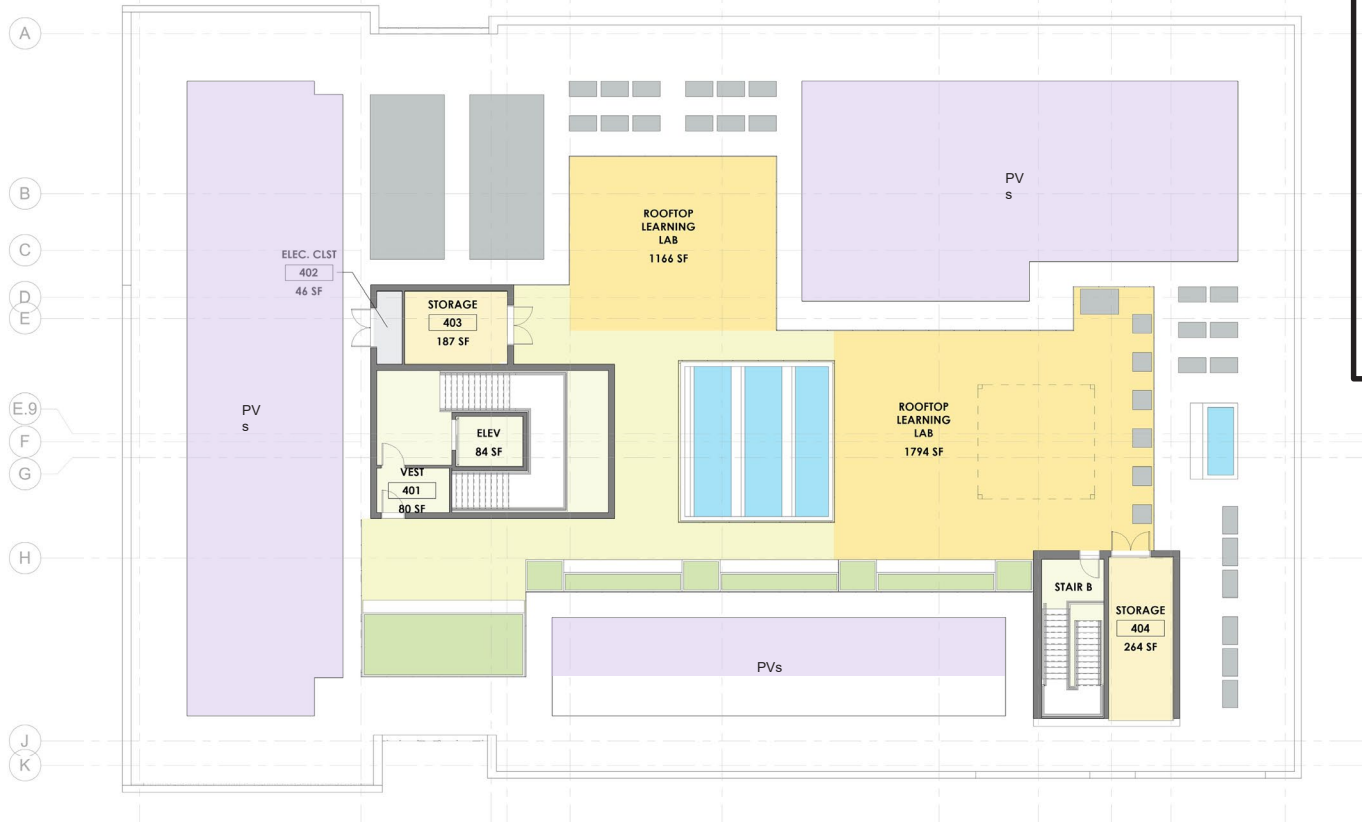 A
B
C
D
E
E.9
F
G
H
J
K
PV
s
ELEC. CLST
402
46 SF
STORAGE
403
187 SF
ELEV
84 SF
VEST
401
80 SF
ROOFTOP
LEARNING
LAB
1166 SF
PV
s
ROOFTOP
LEARNING
LAB
1794 SF
STAIR B
STORAGE
404
264 SF
PVs